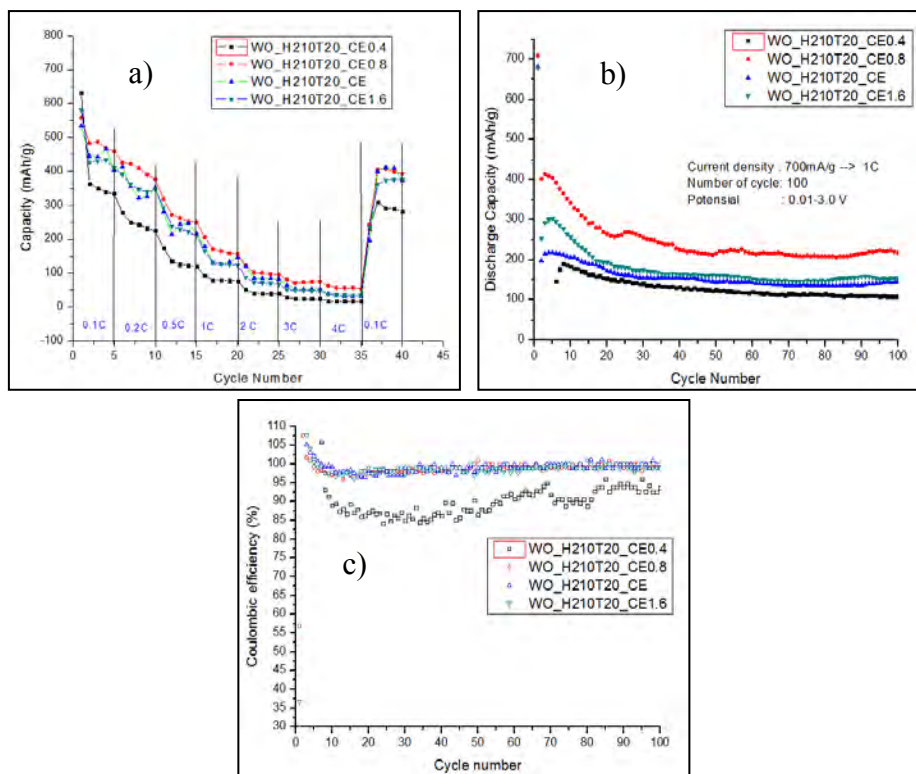 a)
WO_H210T20_CE0.4
WO_H210T20_CE0.8
WO_H210T20_CE
WO_H210T20_CE1.6
Capacity (mAh/g)
800
700
600
500
400
300
200
100
0
-100
0.1C 0.2C 0.5C 1C 2C 3C 4C 0.1C
0 5 10 15 20 25 30 35 40 45
Cycle Number
b)
WO_H210T20_CE0.4
WO_H210T20_CE0.8
WO_H210T20_CE
WO_H210T20_CE1.6
Current density : 700mA/g --> 1C
Number of cycle: 100
Potensial : 0.01-3.0 V
Discharge Capacity (mAh/g)
700
600
500
400
300
200
100
0
0 10 20 30 40 50 60 70 80 90 100
Cycle Number
c)
WO_H210T20_CE0.4
WO_H210T20_CE0.8
WO_H210T20_CE
WO_H210T20_CE1.6
Coulombic efficiency (%)
110
105
100
95
90
85
80
75
70
65
60
55
50
45
40
35
30
0 10 20 30 40 50 60 70 80 90 100
Cycle number